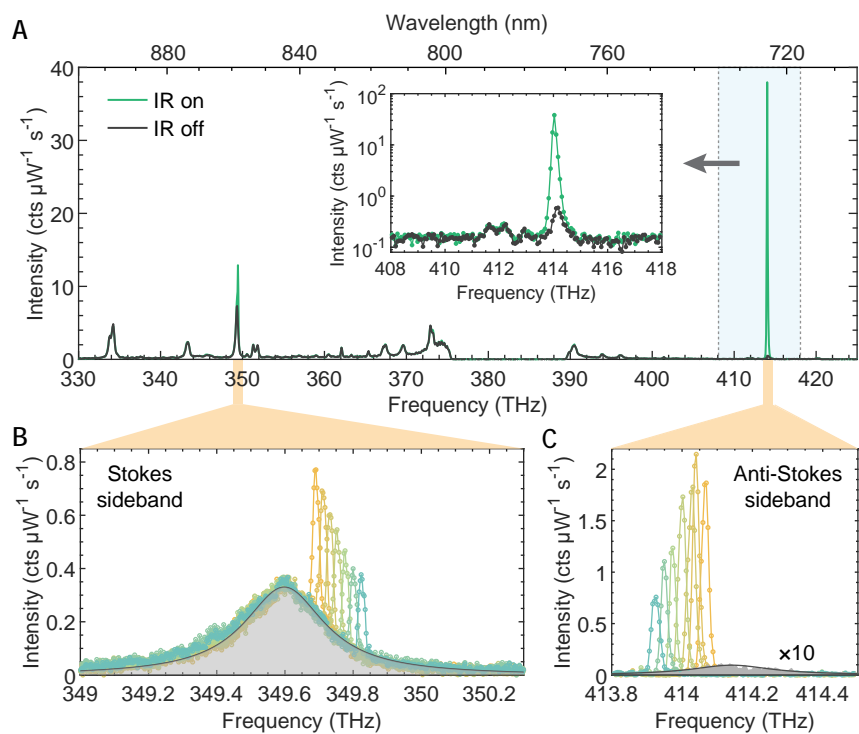 A
Wavelength (nm)
880 840 800 760 720
Intensity (cts µW⁻¹ s⁻¹)
40
30
20
10
0
IR on
IR off
Intensity (cts µW⁻¹ s⁻¹)
10²
10¹
10⁰
10⁻¹
408 410 412 414 416 418
Frequency (THz)
330 340 350 360 370 380 390 400 410 420
Frequency (THz)
B
Intensity (cts µW⁻¹ s⁻¹)
0.8
0.6
0.4
0.2
0
Stokes
sideband
349 349.2 349.4 349.6 349.8 350 350.2
Frequency (THz)
C
Intensity (cts µW⁻¹ s⁻¹)
2
1.5
1
0.5
0
Anti-Stokes
sideband
×10
413.8 414 414.2 414.4
Frequency (THz)